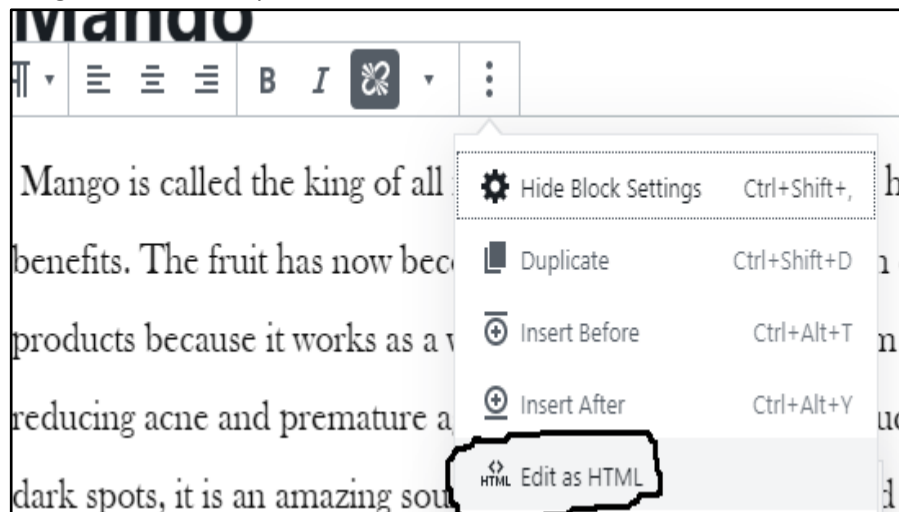 Mango
B I
Mango is called the king of all
Hide Block Settings Ctrl+Shift+,
benefits. The fruit has now
Duplicate Ctrl+Shift+D
products because it works as a
Insert Before Ctrl+Alt+T
reducing acne and premature
Insert After Ctrl+Alt+Y
dark spots, it is an amazing
HTML Edit as HTML